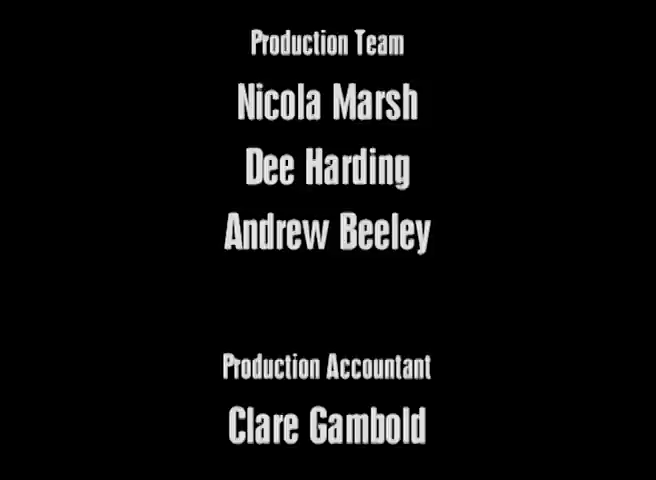 Production Team
Nicola Marsh
Dee Harding
Andrew Beeley
Production Accountant
Clare Gambold